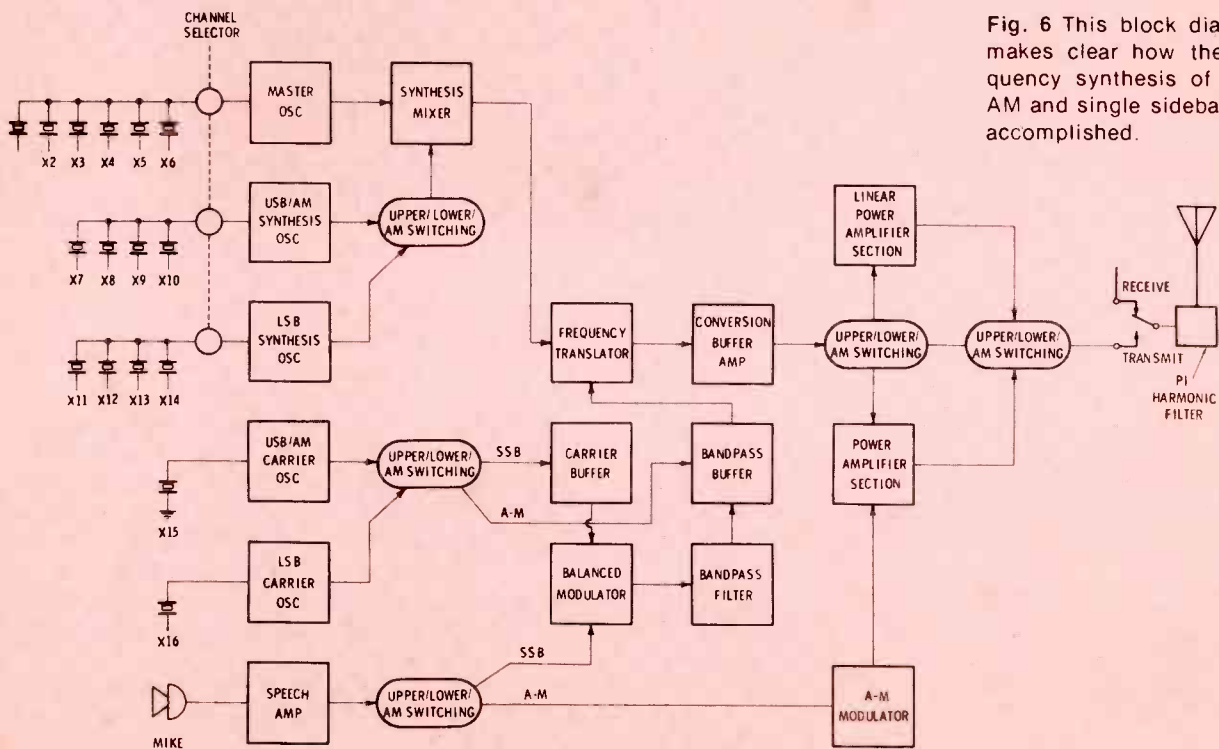 Fig. 6 This block dia
makes clear how the
quency synthesis of
AM and single sideba
accomplished.
CHANNEL
SELECTOR
MASTER
OSC
SYNTHESIS
MIXER
X2 X3 X4 X5 X6
USB/AM
SYNTHESIS
OSC
UPPER/LOWER/
AM SWITCHING
X7 X8 X9 X10
LSB
SYNTHESIS
OSC
X11 X12 X13 X14
FREQUENCY
TRANSLATOR
CONVERSION
BUFFER
AMP
LINEAR
POWER
AMPLIFIER
SECTION
UPPER/LOWER/
AM SWITCHING
UPPER/LOWER/
AM SWITCHING
RECEIVE
TRANSMIT
PI
HARMONIC
FILTER
POWER
AMPLIFIER
SECTION
USB/AM
CARRIER
OSC
X15
UPPER/LOWER/
AM SWITCHING
SSB
A-M
CARRIER
BUFFER
BANDPASS
BUFFER
LSB
CARRIER
OSC
X16
BALANCED
MODULATOR
BANDPASS
FILTER
MIKE
SPEECH
AMP
UPPER/LOWER/
AM SWITCHING
SSB
A-M
A-M
MODULATOR